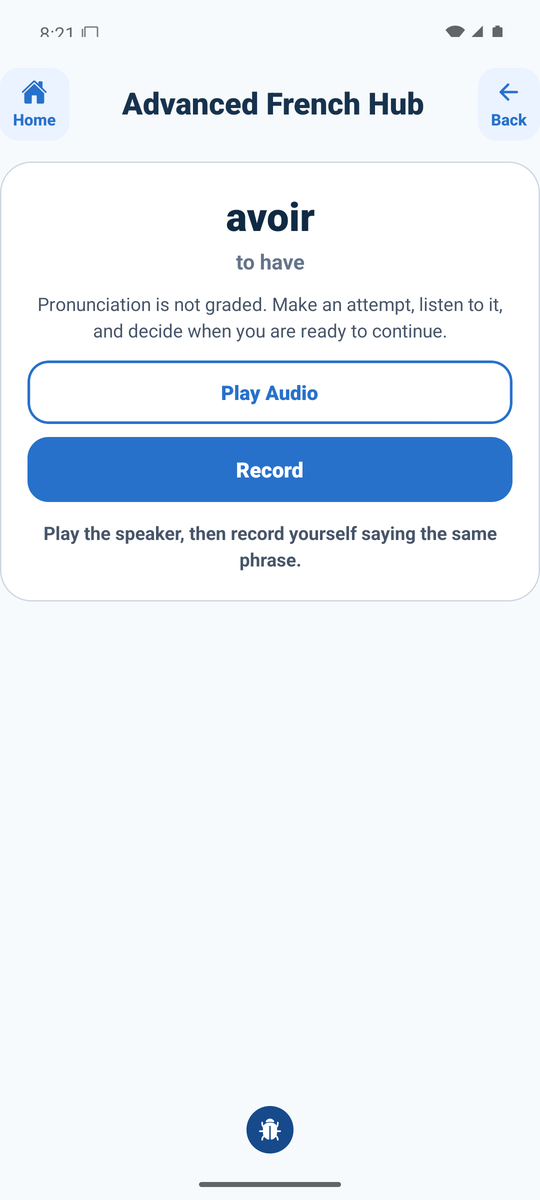 8:21
Home
Advanced French Hub
Back
avoir
to have
Pronunciation is not graded. Make an attempt, listen to it,
and decide when you are ready to continue.
Play Audio
Record
Play the speaker, then record yourself saying the same
phrase.